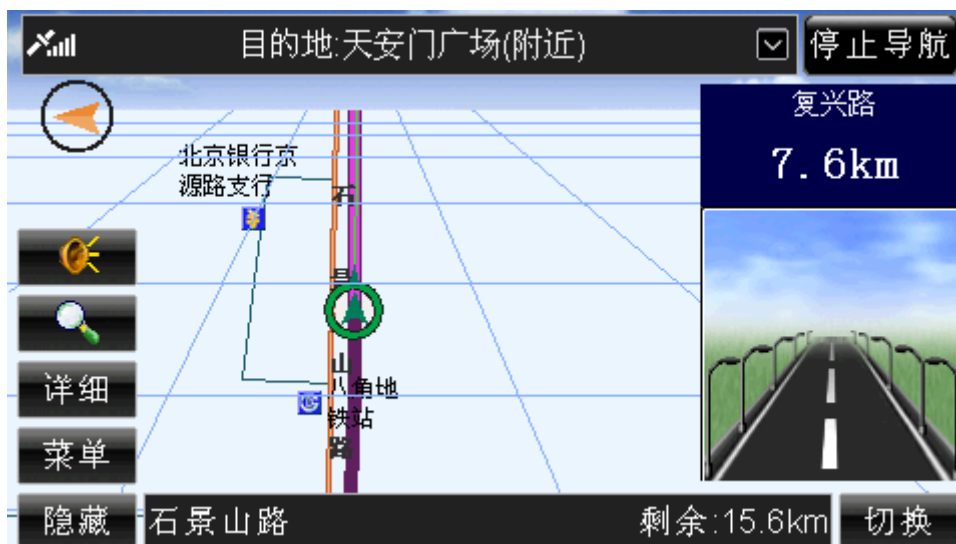 目的地:天安门广场(附近)
停止导航
复兴路
7.6km
北京银行京
源路支行
石
景
山
路
八角地
铁站
详细
菜单
隐藏
石景山路
剩余:15.6km
切换